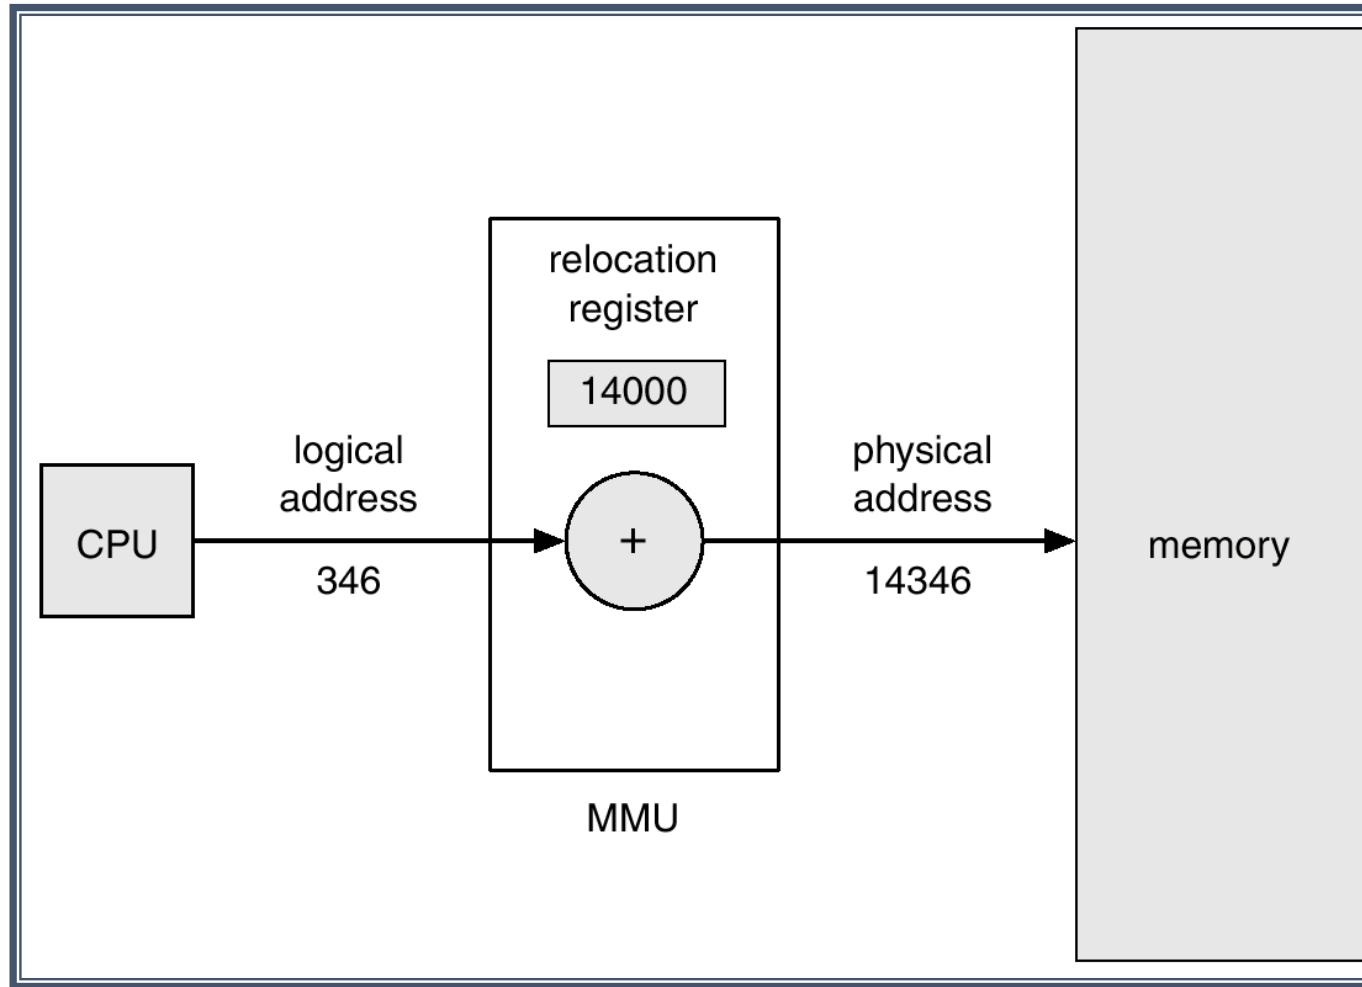 relocation
register
14000
logical
address
physical
address
CPU
+
memory
346
14346
MMU